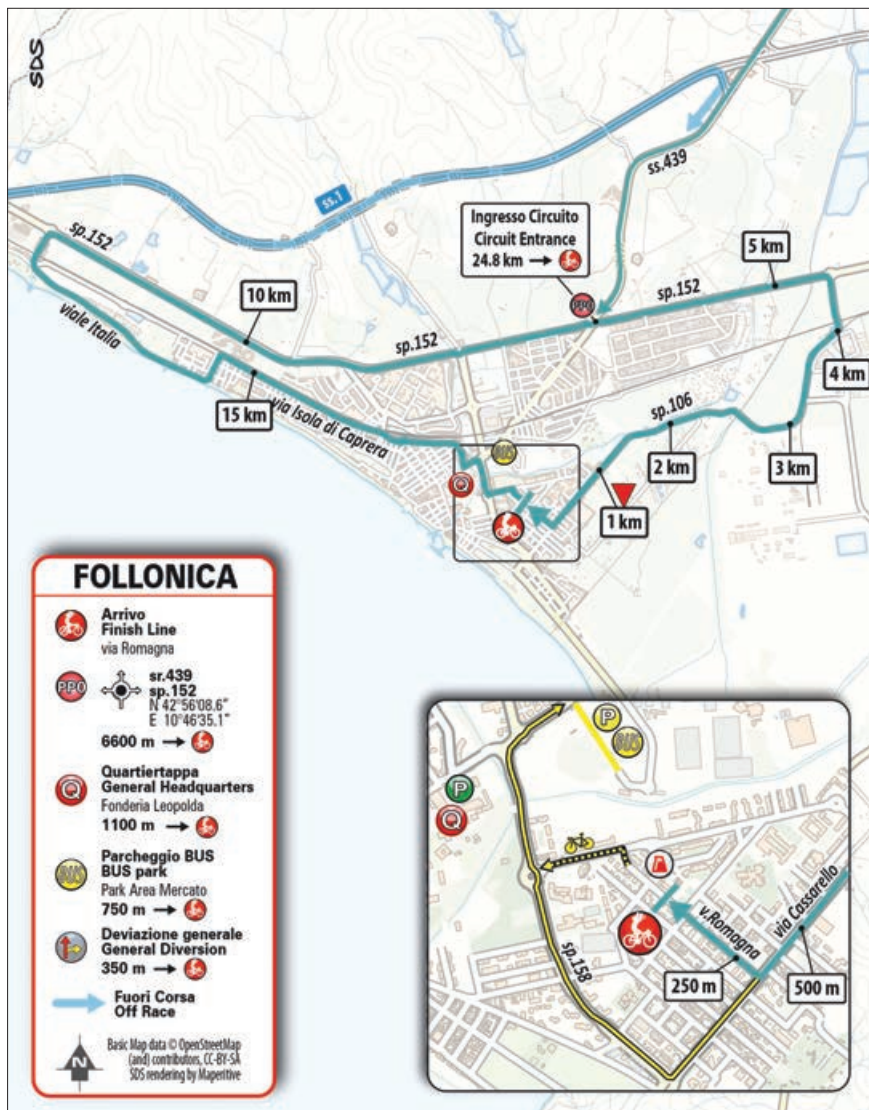 SDS
ss.1
ss.439
Ingresso Circuito
Circuit Entrance
24.8 km
PPO
sp.152
5 km
sp.152
10 km
sp.152
sp.152
4 km
viale Italia
15 km
via Isola di Caprera
sp.106
2 km
3 km
BUS
Q
1 km
FOLLONICA
Arrivo
Finish Line
via Romagna
PPO
sr.439
sp.152
N 42°56'08.6"
E 10°46'35.1"
6600 m
Q
Quartiertappa
General Headquarters
Fonderia Leopolda
1100 m
BUS
Parcheggio BUS
BUS park
Park Area Mercato
750 m
Deviazione generale
General Diversion
350 m
Fuori Corsa
Off Race
N
Basic Map data © OpenStreetMap
(and) contributors, CC-BY-SA
SDS rendering by Maperitive
P
BUS
P
Q
v.Romagna
via Cassarello
sp.158
250 m
500 m